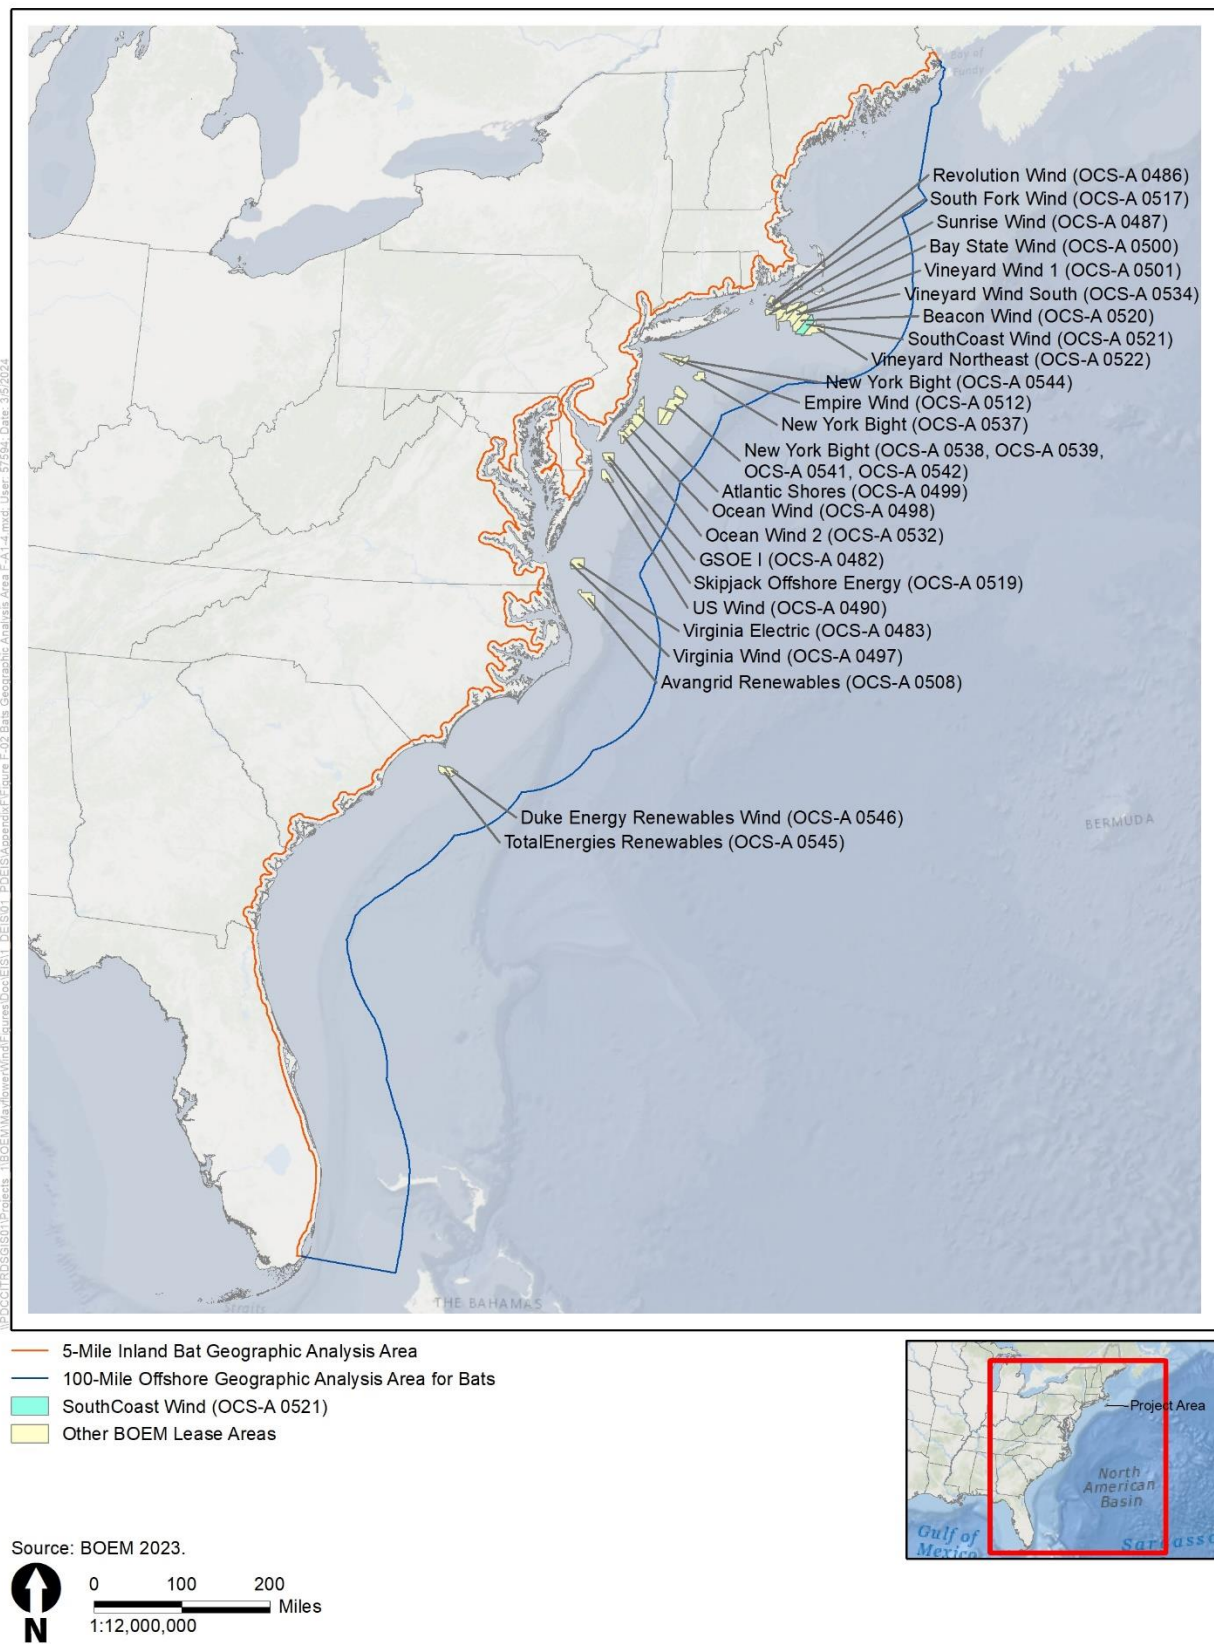 Bay of
Fundy
Revolution Wind (OCS-A 0486)
South Fork Wind (OCS-A 0517)
Sunrise Wind (OCS-A 0487)
Bay State Wind (OCS-A 0500)
Vineyard Wind 1 (OCS-A 0501)
Vineyard Wind South (OCS-A 0534)
Beacon Wind (OCS-A 0520)
SouthCoast Wind (OCS-A 0521)
Vineyard Northeast (OCS-A 0522)
New York Bight (OCS-A 0544)
Empire Wind (OCS-A 0512)
New York Bight (OCS-A 0537)
New York Bight (OCS-A 0538, OCS-A 0539,
OCS-A 0541, OCS-A 0542)
Atlantic Shores (OCS-A 0499)
Ocean Wind (OCS-A 0498)
Ocean Wind 2 (OCS-A 0532)
GSOE I (OCS-A 0482)
Skipjack Offshore Energy (OCS-A 0519)
US Wind (OCS-A 0490)
Virginia Electric (OCS-A 0483)
Virginia Wind (OCS-A 0497)
Avangrid Renewables (OCS-A 0508)
Duke Energy Renewables Wind (OCS-A 0546)
TotalEnergies Renewables (OCS-A 0545)
BERMUDA
THE BAHAMAS
Straits
5-Mile Inland Bat Geographic Analysis Area
100-Mile Offshore Geographic Analysis Area for Bats
SouthCoast Wind (OCS-A 0521)
Other BOEM Lease Areas
Project Area
North
American
Basin
Gulf of
Mexico
Sargasso
Source: BOEM 2023.
0 100 200
Miles
1:12,000,000
N